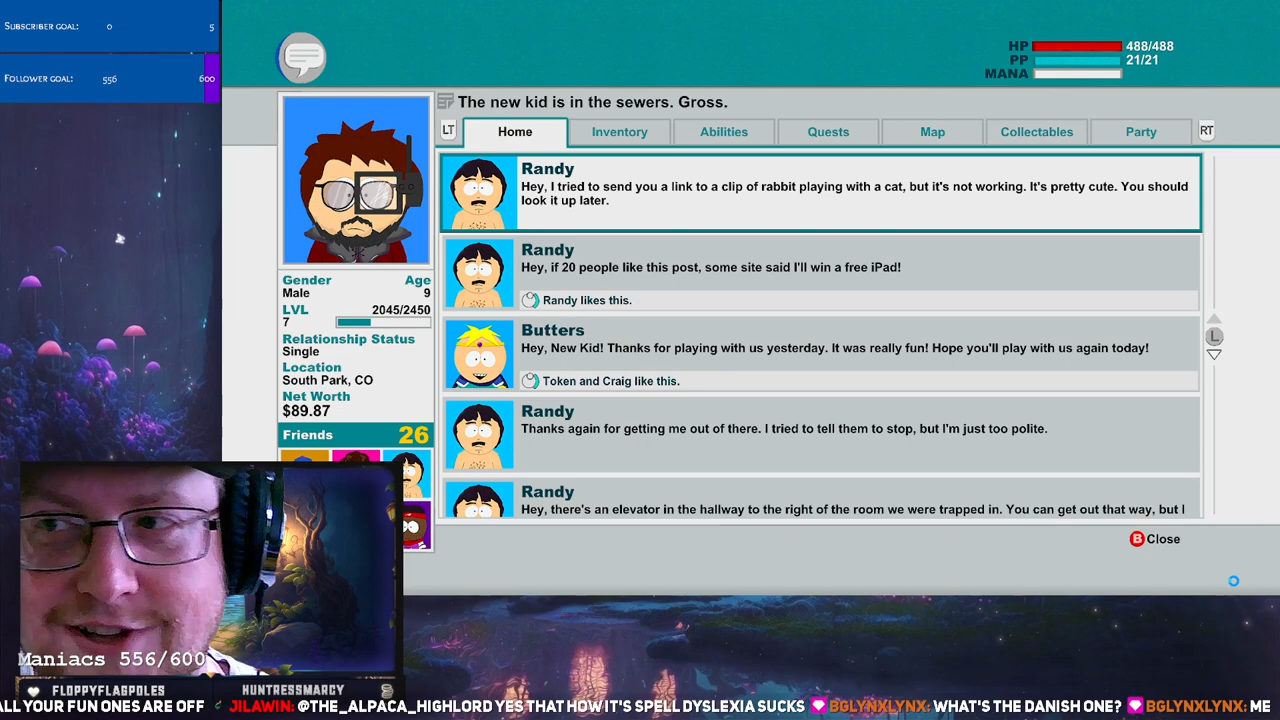 SUBSCRIBER GOAL: 0 5
FOLLOWER GOAL: 556 600
HP 488/488
PP 21/21
MANA
The new kid is in the sewers. Gross.
LT Home Inventory Abilities Quests Map Collectables Party RT
Randy
Hey, I tried to send you a link to a clip of rabbit playing with a cat, but it's not working. It's pretty cute. You should
look it up later.
Randy
Hey, if 20 people like this post, some site said I'll win a free iPad!
Randy likes this.
Butters
Hey, New Kid! Thanks for playing with us yesterday. It was really fun! Hope you'll play with us again today!
Token and Craig like this.
Randy
Thanks again for getting me out of there. I tried to tell them to stop, but I'm just too polite.
Randy
Hey, there's an elevator in the hallway to the right of the room we were trapped in. You can get out that way, but I
L
B Close
Gender Age
Male 9
LVL 2045/2450
7
Relationship Status
Single
Location
South Park, CO
Net Worth
$89.87
Friends 26
Maniacs 556/600
FLOPPYFLAGPOLES HUNTRESSMARCY
ALL YOUR FUN ONES ARE OFF JILAWIN: @THE_ALPACA_HIGHLORD YES THAT HOW IT'S SPELL DYSLEXIA SUCKS BGLYNXLYNX: WHAT'S THE DANISH ONE? BGLYNXLYNX: ME